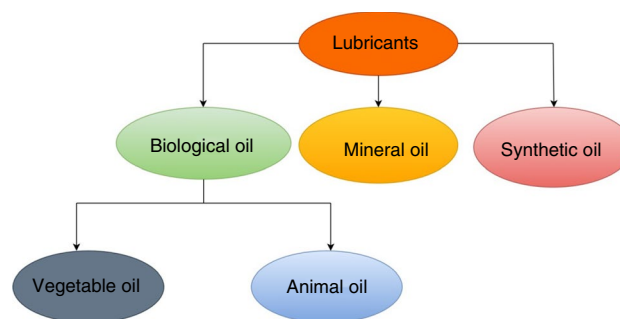 Lubricants
Biological oil
Mineral oil
Synthetic oil
Vegetable oil
Animal oil